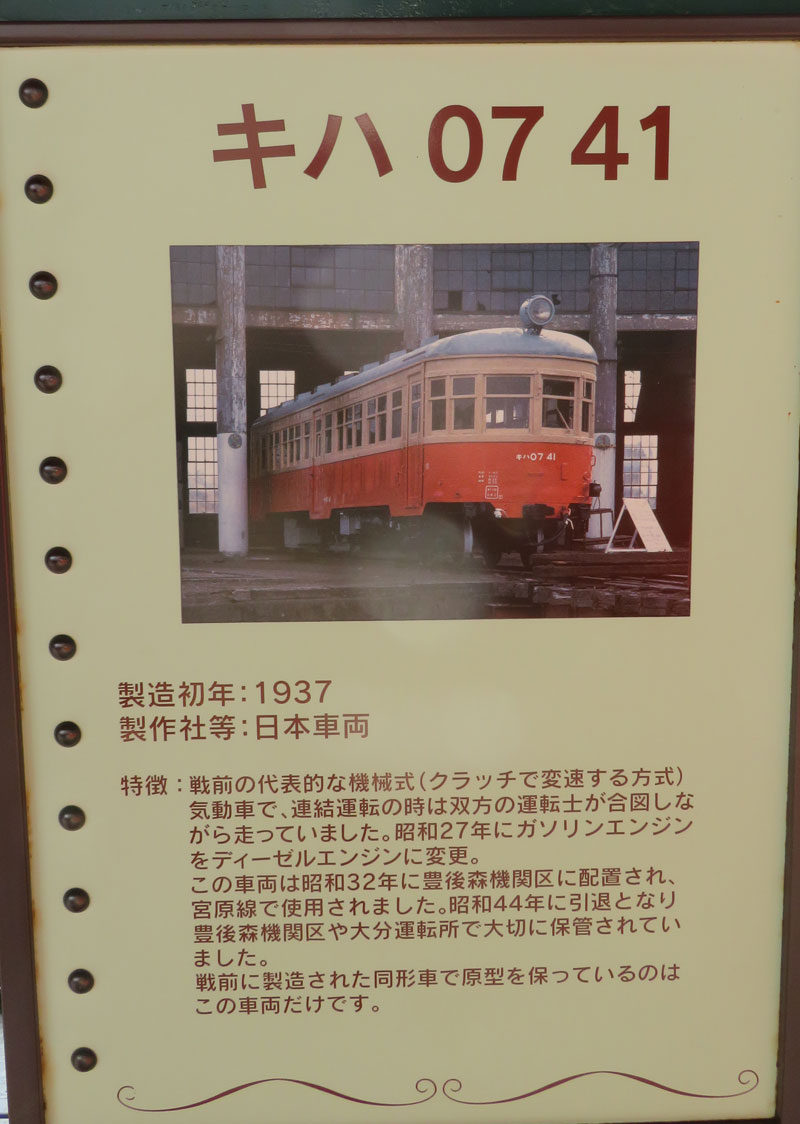 キハ 07 41
キハ07 41
製造初年：1937
製作社等：日本車両
特徴：戦前の代表的な機械式（クラッチで変速する方式）
気動車で、連結運転の時は双方の運転士が合図しな
がら走っていました。昭和27年にガソリンエンジン
をディーゼルエンジンに変更。
この車両は昭和32年に豊後森機関区に配置され、
宮原線で使用されました。昭和44年に引退となり
豊後森機関区や大分運転所で大切に保管されてい
ました。
戦前に製造された同形車で原型を保っているのは
この車両だけです。